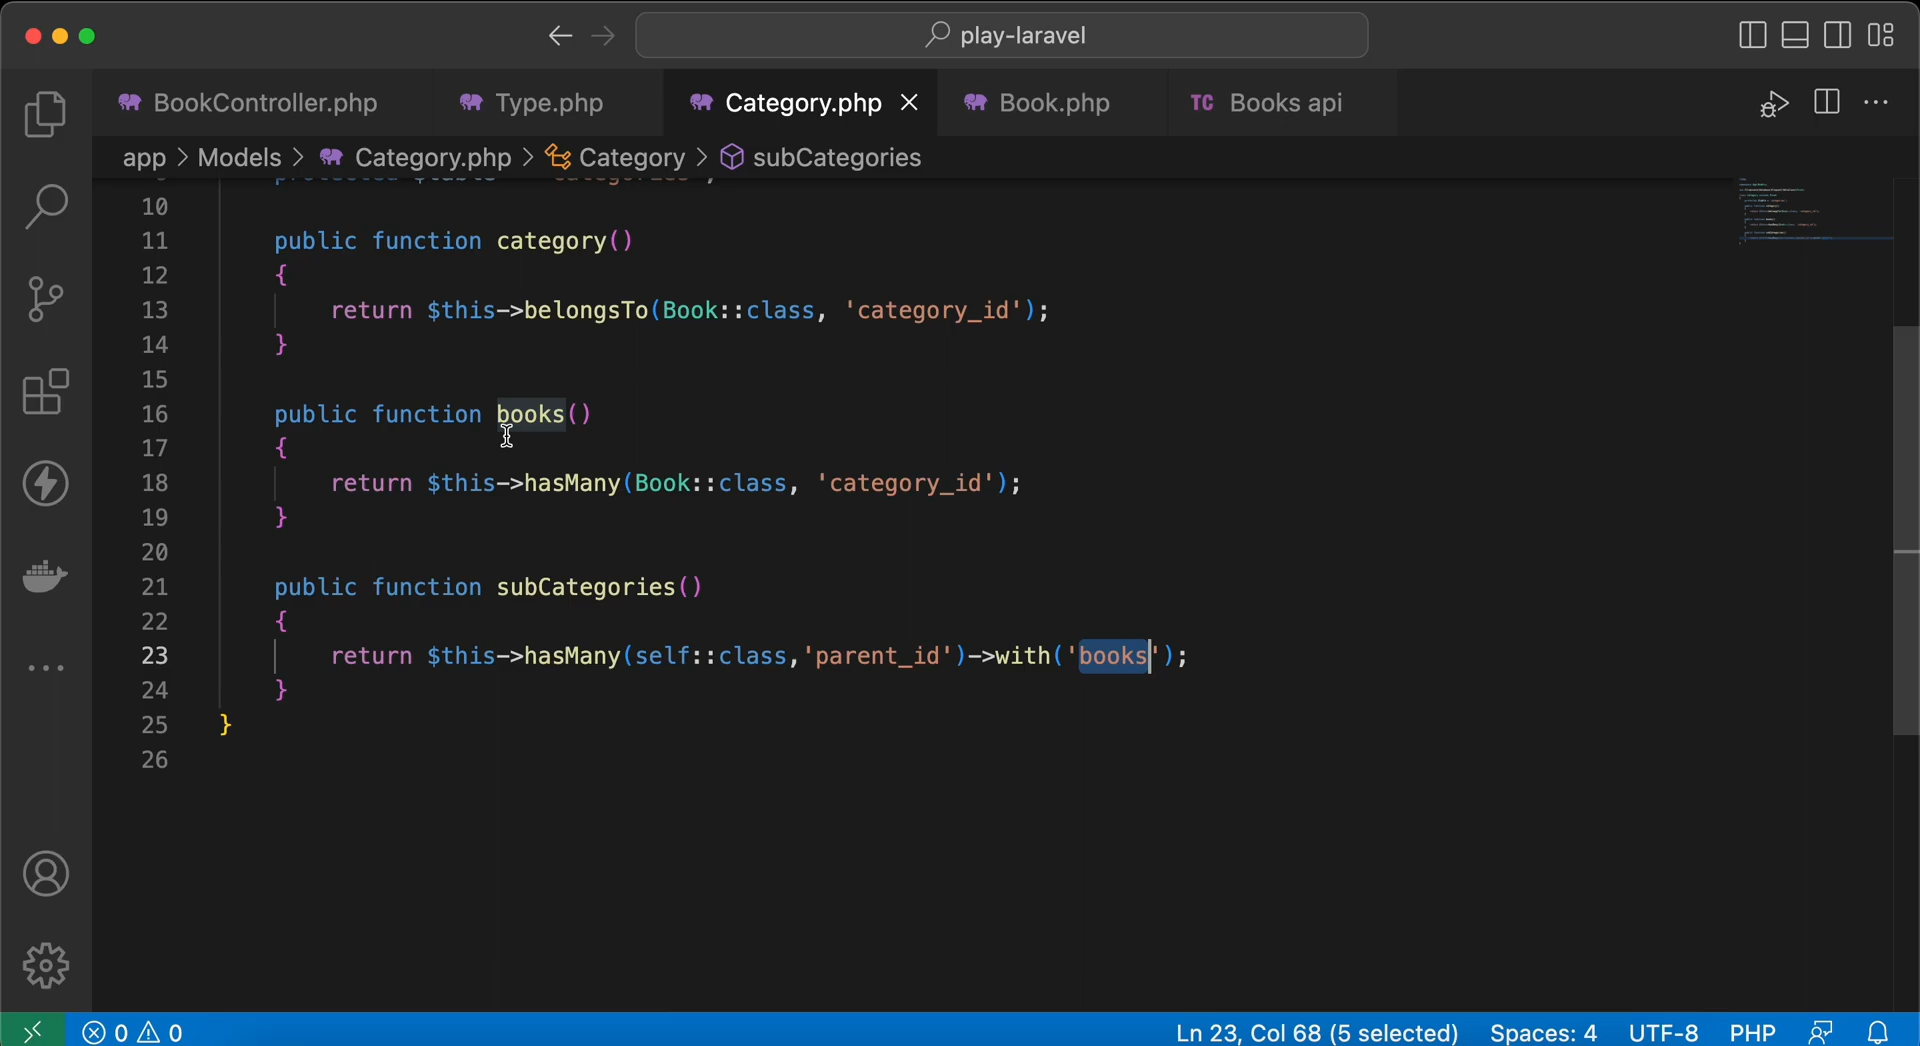 play-laravel
BookController.php Type.php Category.php Book.php TC Books api
app > Models > Category.php > Category > subCategories
10
11 public function category()
12 {
13 return $this->belongsTo(Book::class, 'category_id');
14 }
15
16 public function books()
17 {
18 return $this->hasMany(Book::class, 'category_id');
19 }
20
21 public function subCategories()
22 {
23 return $this->hasMany(self::class,'parent_id')->with('books');
24 }
25 }
26
0 0 Ln 23, Col 68 (5 selected) Spaces: 4 UTF-8 PHP